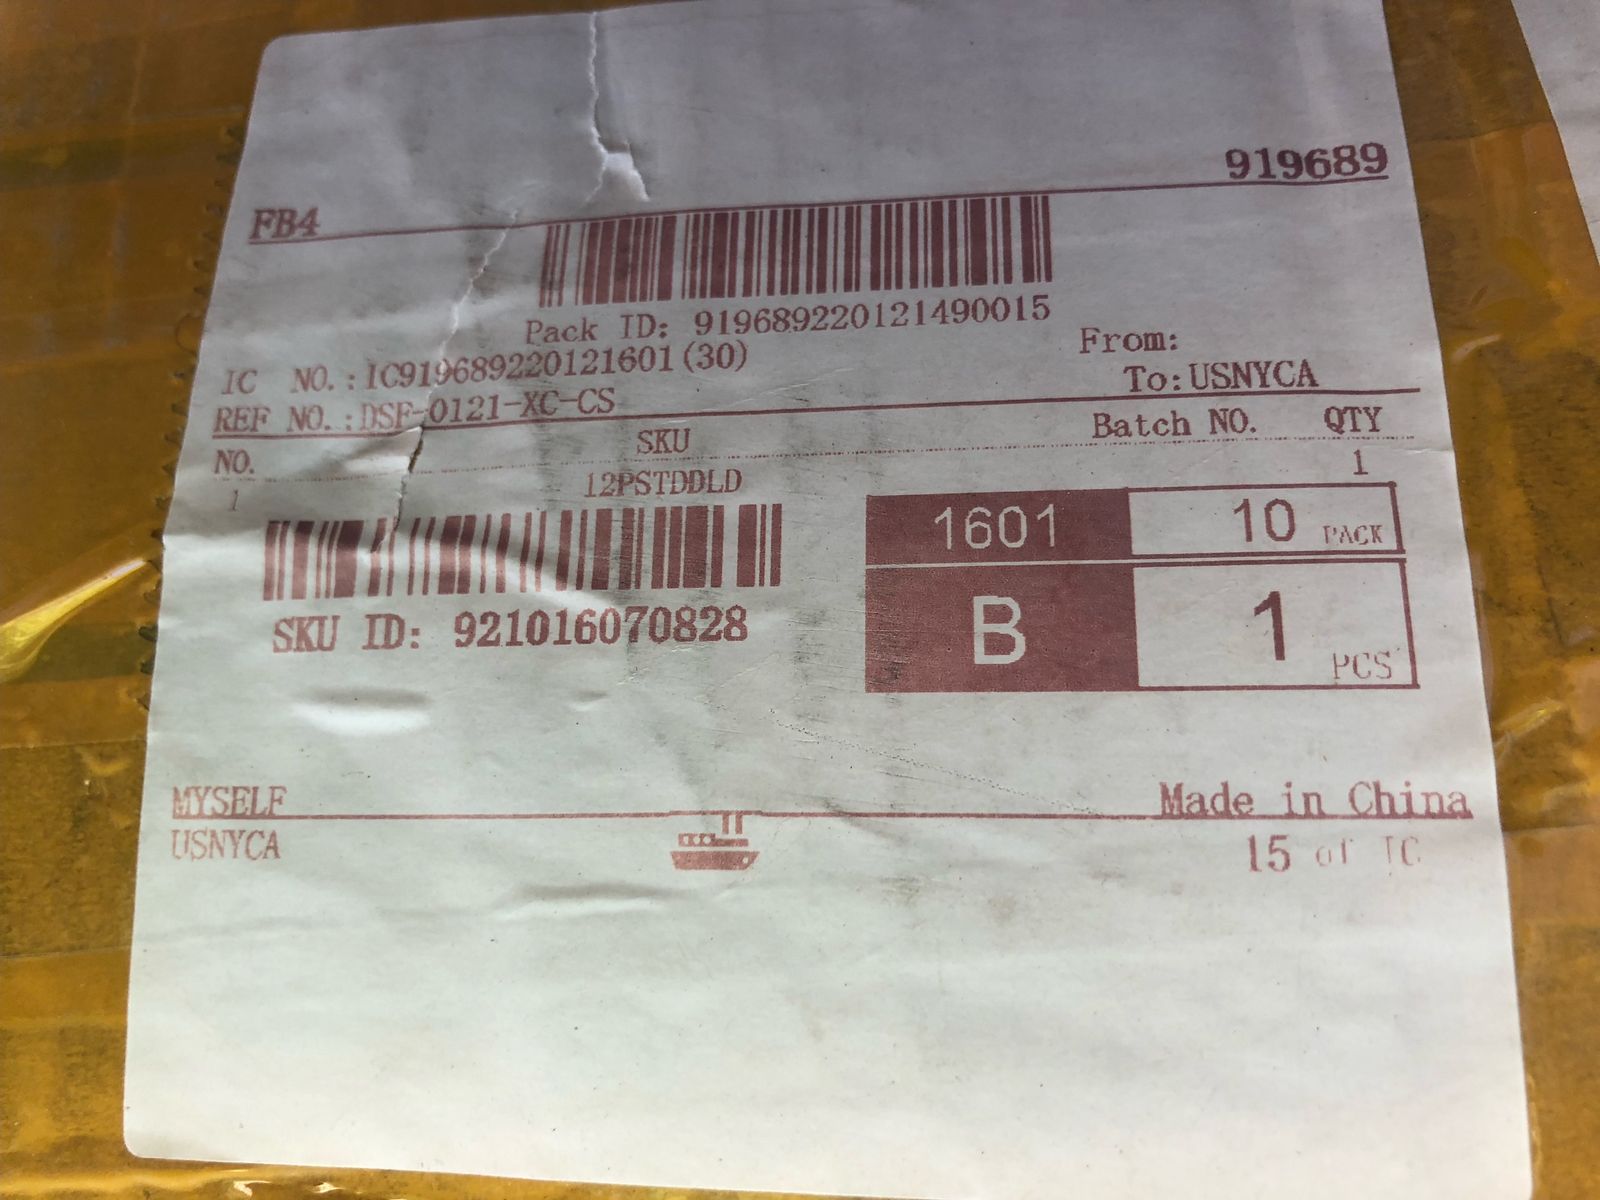 919689
FB4
Pack ID: 919689220121490015
IC NO.: IC919689220121601(30)
From:
To: USNYCA
REF NO.: DSF-0121-XC-CS
NO. SKU Batch NO. QTY
1 12PSTDDLD 1
1601 10 PACK
SKU ID: 921016070828
B 1 PCS
MYSELF Made in China
USNYCA 15 of IC